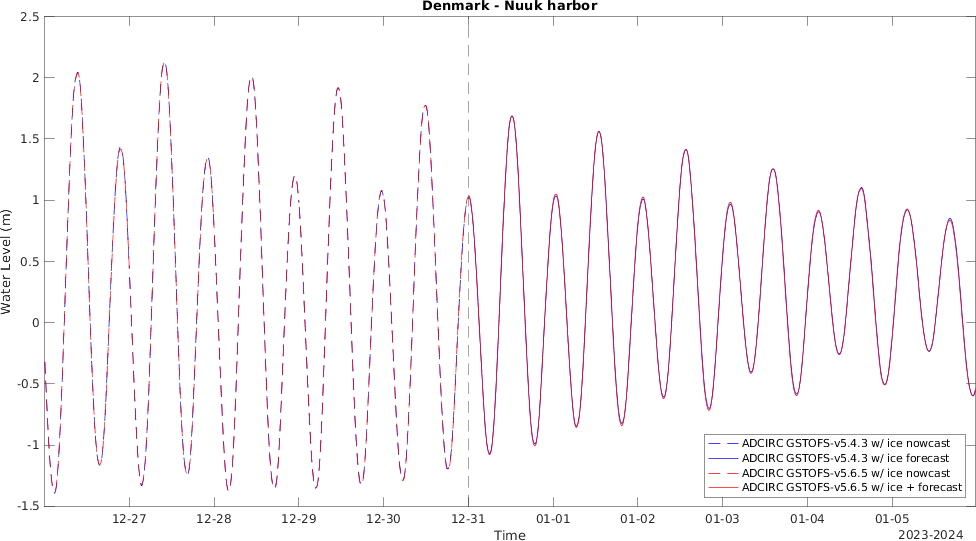 Denmark - Nuuk harbor
2.5
2
1.5
1
0.5
0
-0.5
-1
-1.5
Water Level (m)
ADCIRC GSTOFS-v5.4.3 w/ ice nowcast
ADCIRC GSTOFS-v5.4.3 w/ ice forecast
ADCIRC GSTOFS-v5.6.5 w/ ice nowcast
ADCIRC GSTOFS-v5.6.5 w/ ice + forecast
12-27 12-28 12-29 12-30 12-31 01-01 01-02 01-03 01-04 01-05
Time
2023-2024